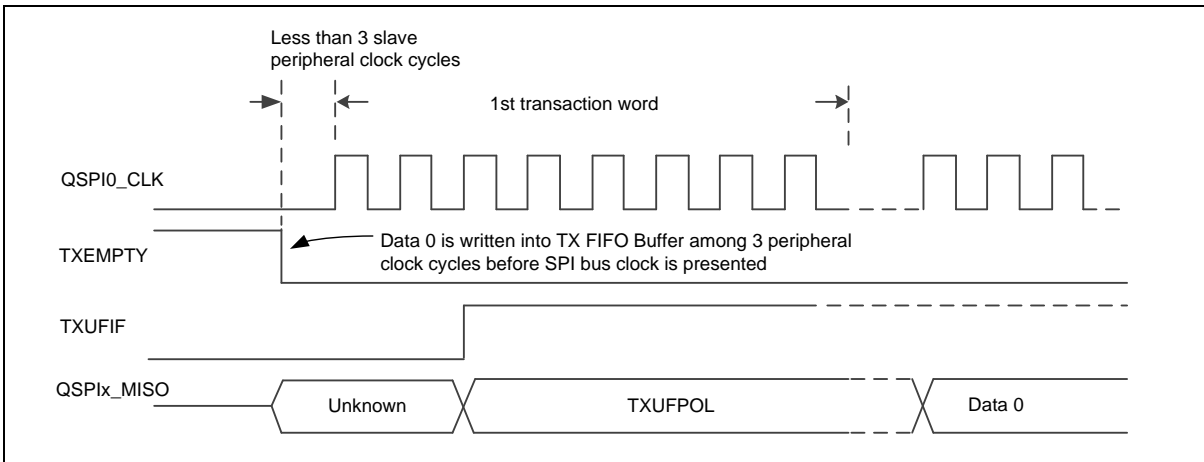 Less than 3 slave
peripheral clock cycles
1st transaction word
QSPI0_CLK
TXEMPTY
Data 0 is written into TX FIFO Buffer among 3 peripheral
clock cycles before SPI bus clock is presented
TXUFIF
QSPIx_MISO
Unknown
TXUFPOL
Data 0